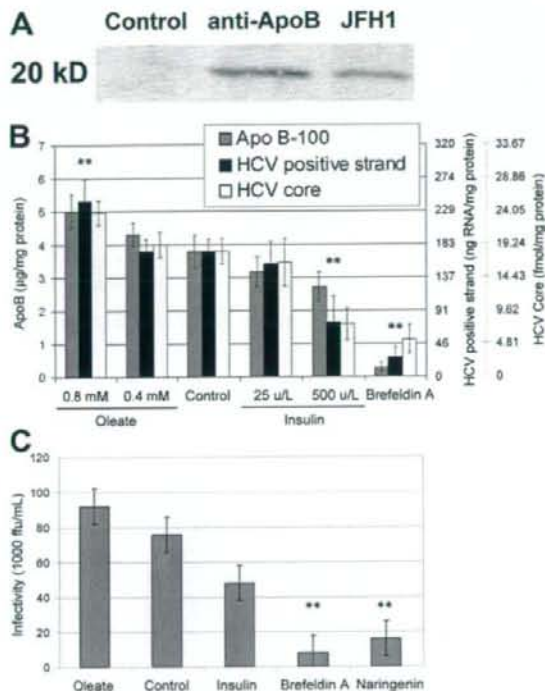 A
Control anti-ApoB JFH1
20 kD
B
Apo B-100
HCV positive strand
HCV core
ApoB (µg/mg protein)
7
6
5
4
3
2
1
0
**
**
**
320
274
229
183
137
91
46
0
HCV positive strand (ng RNA/mg protein)
33.67
28.86
24.05
19.24
14.43
9.62
4.81
0
HCV Core (fmol/mg protein)
0.8 mM 0.4 mM Control 25 u/L 500 u/L Brefeldin A
Oleate Insulin
C
Infectivity (1000 ffu/mL)
120
100
80
60
40
20
0
** **
Oleate Control Insulin Brefeldin A Naringenin